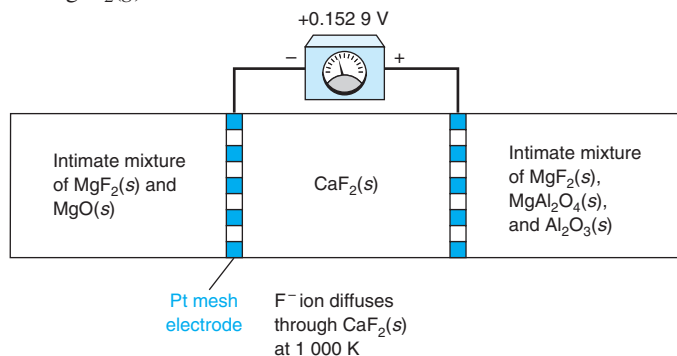 +0.152 9 V
− +
Intimate mixture
of MgF₂(s) and
MgO(s)
CaF₂(s)
Intimate mixture
of MgF₂(s),
MgAl₂O₄(s),
and Al₂O₃(s)
Pt mesh
electrode
F⁻ ion diffuses
through CaF₂(s)
at 1 000 K